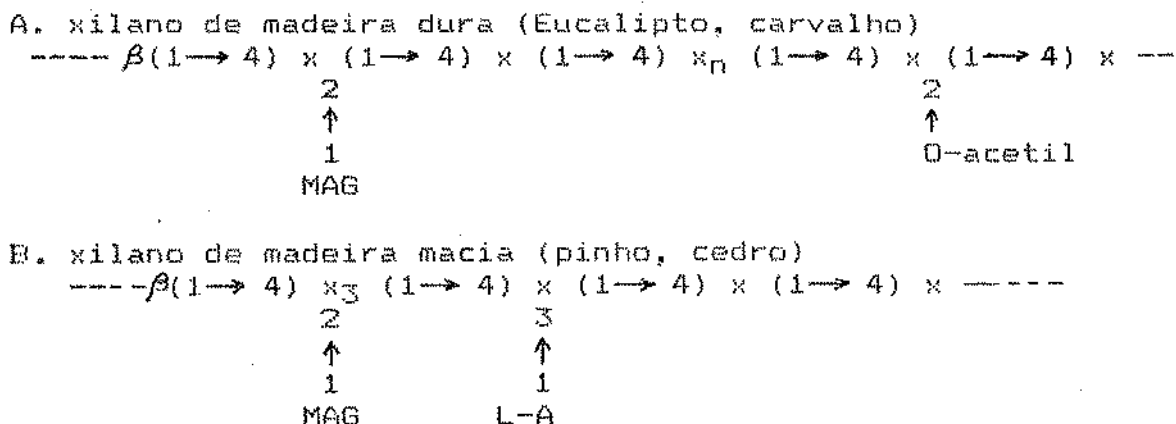 A. xilano de madeira dura (Eucalipto, carvalho)
---- β(1→ 4) x (1→ 4) x (1→ 4) xn (1→ 4) x (1→ 4) x --
2 2
↑ ↑
1 O-acetil
MAG
B. xilano de madeira macia (pinho, cedro)
----β(1→ 4) x3 (1→ 4) x (1→ 4) x (1→ 4) x ----
2 3
↑ ↑
1 1
MAG L-A